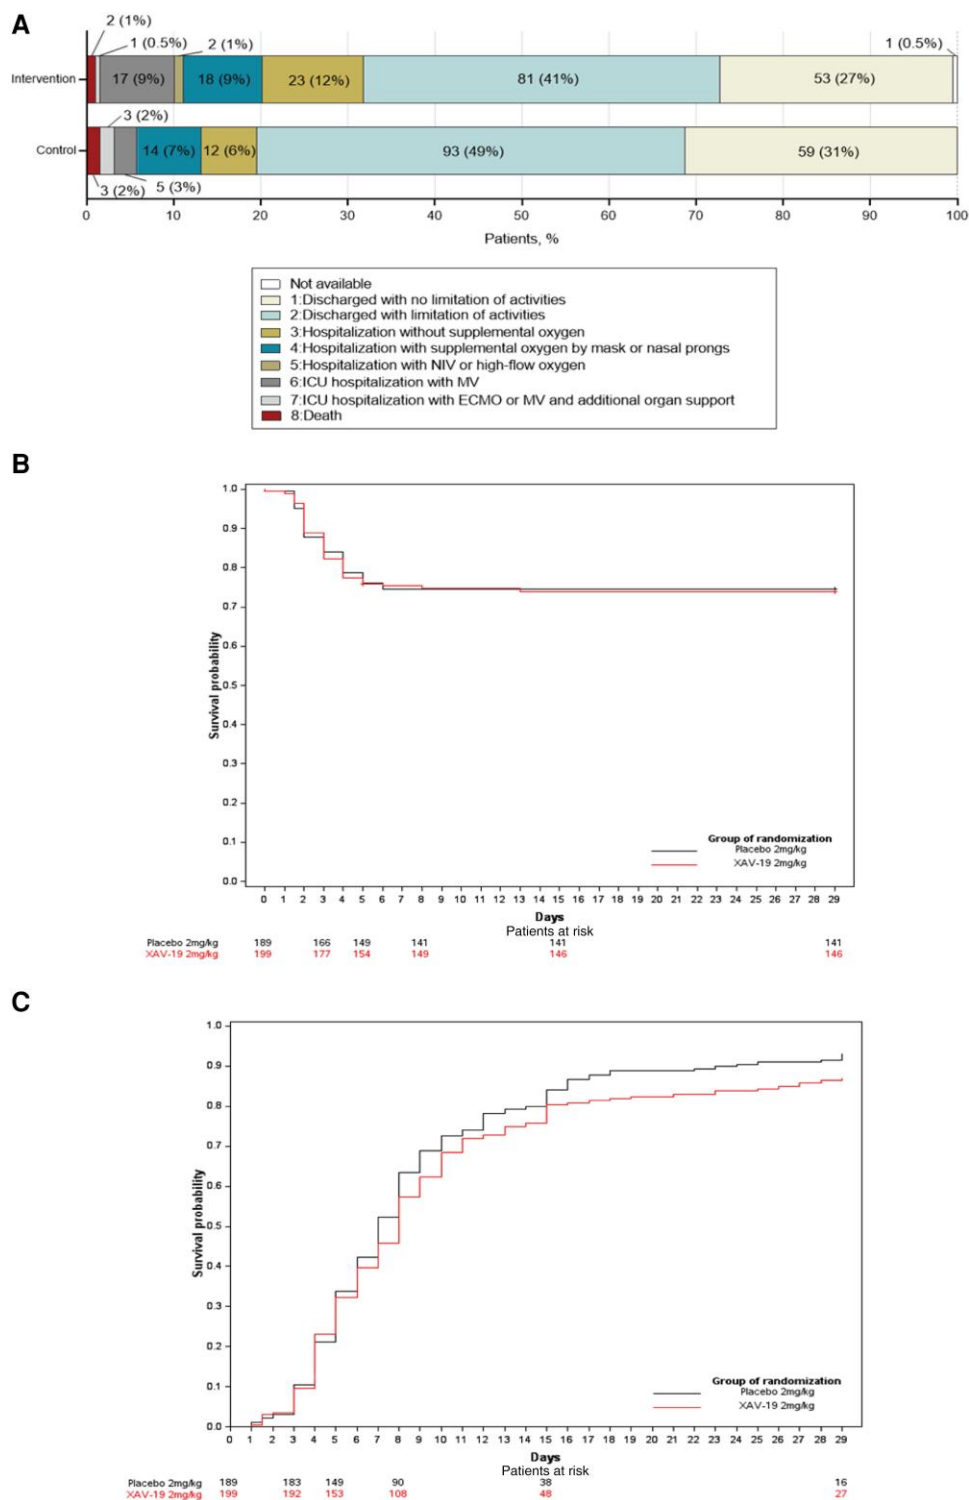 A
2 (1%)
1 (0.5%)
2 (1%)
1 (0.5%)
Intervention
17 (9%)
18 (9%)
23 (12%)
81 (41%)
53 (27%)
3 (2%)
Control
14 (7%)
12 (6%)
93 (49%)
59 (31%)
3 (2%)
5 (3%)
0 10 20 30 40 50 60 70 80 90 100
Patients, %
Not available
1:Discharged with no limitation of activities
2:Discharged with limitation of activities
3:Hospitalization without supplemental oxygen
4:Hospitalization with supplemental oxygen by mask or nasal prongs
5:Hospitalization with NIV or high-flow oxygen
6:ICU hospitalization with MV
7:ICU hospitalization with ECMO or MV and additional organ support
8:Death
B
1.0
0.9
0.8
0.7
0.6
0.5
0.4
0.3
0.2
0.1
0.0
Survival probability
Group of randomization
Placebo 2mg/kg
XAV-19 2mg/kg
0 1 2 3 4 5 6 7 8 9 10 11 12 13 14 15 16 17 18 19 20 21 22 23 24 25 26 27 28 29
Days
Patients at risk
Placebo 2mg/kg 189 166 149 141 141 141
XAV-19 2mg/kg 199 177 154 149 146 146
C
1.0
0.9
0.8
0.7
0.6
0.5
0.4
0.3
0.2
0.1
0.0
Survival probability
Group of randomization
Placebo 2mg/kg
XAV-19 2mg/kg
0 1 2 3 4 5 6 7 8 9 10 11 12 13 14 15 16 17 18 19 20 21 22 23 24 25 26 27 28 29
Days
Patients at risk
Placebo 2mg/kg 189 183 149 90 38 16
XAV-19 2mg/kg 199 192 153 108 48 27